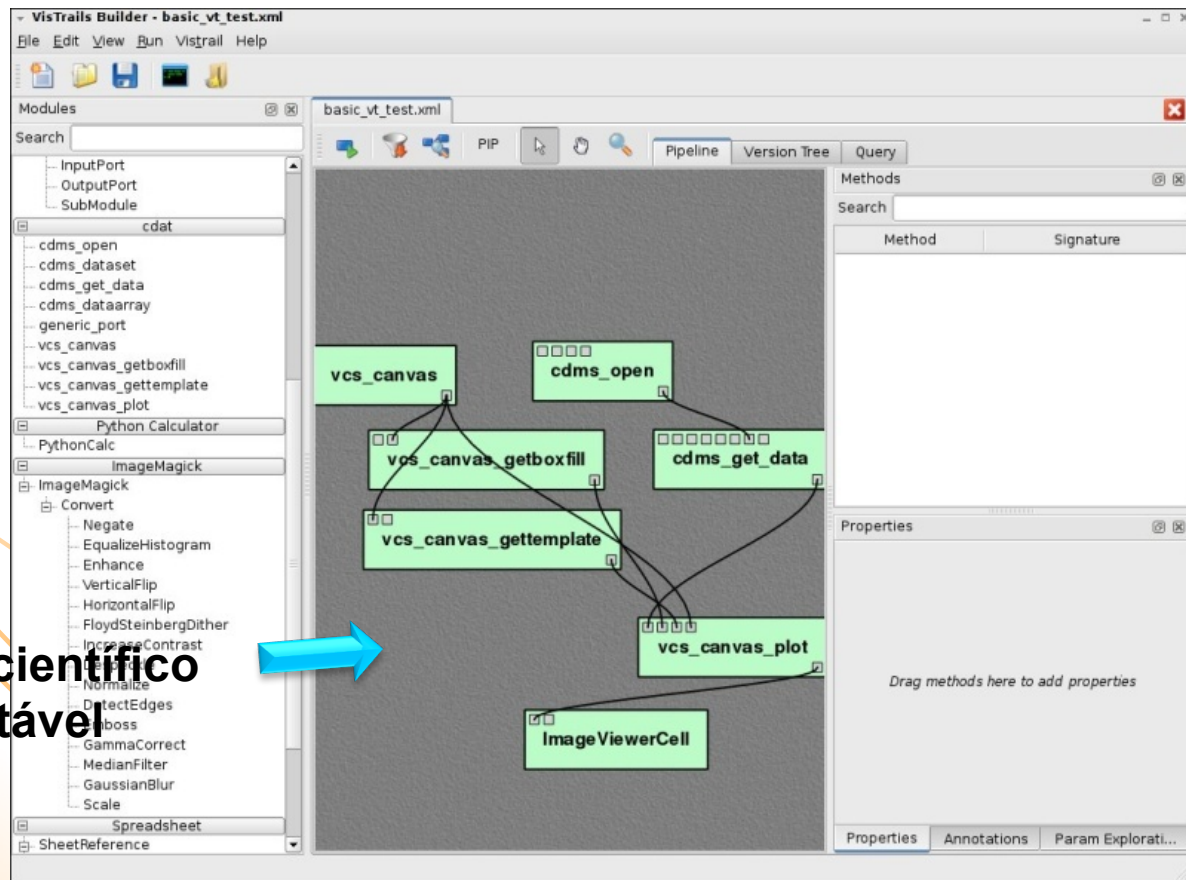 VisTrails Builder - basic_vt_test.xml
File Edit View Run Vistrail Help
Modules
Search
InputPort
OutputPort
SubModule
cdat
cdms_open
cdms_dataset
cdms_get_data
cdms_dataarray
generic_port
vcs_canvas
vcs_canvas_getboxfill
vcs_canvas_gettemplate
vcs_canvas_plot
Python Calculator
PythonCalc
ImageMagick
ImageMagick
Convert
Negate
EqualizeHistogram
Enhance
VerticalFlip
HorizontalFlip
FloydSteinbergDither
IncreaseContrast
Normalize
DetectEdges
GammaCorrect
MedianFilter
GaussianBlur
Scale
Spreadsheet
SheetReference
científico
tável
basic_vt_test.xml
PIP
Pipeline Version Tree Query
vcs_canvas
cdms_open
vcs_canvas_getboxfill
cdms_get_data
vcs_canvas_gettemplate
vcs_canvas_plot
ImageViewerCell
Methods
Search
Method Signature
Properties
Drag methods here to add properties
Properties Annotations Param Explorati...